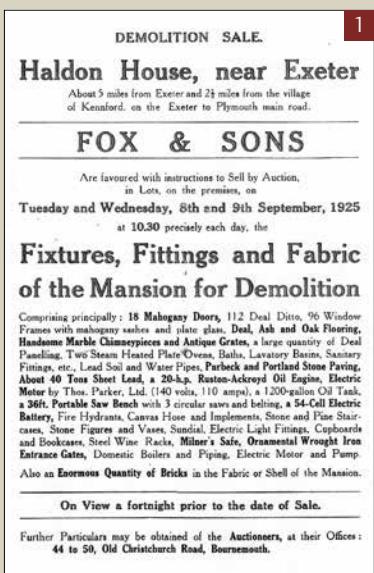 1
DEMOLITION SALE.
Haldon House, near Exeter
About 5 miles from Exeter and 2½ miles from the village
of Kennford, on the Exeter to Plymouth main road.
FOX & SONS
Are favoured with instructions to Sell by Auction,
in Lots, on the premises, on
Tuesday and Wednesday, 8th and 9th September, 1925
at 10.30 precisely each day, the
Fixtures, Fittings and Fabric
of the Mansion for Demolition
Comprising principally: 18 Mahogany Doors, 112 Deal Ditto, 96 Window
Frames with mahogany sashes and plate glass, Deal, Ash and Oak Flooring,
Handsome Marble Chimneypieces and Antique Grates, a large quantity of Deal
Panelling, Two Steam Heated Plate Ovens, Baths, Lavatory Basins, Sanitary
Fittings, etc., Lead Soil and Water Pipes, Parbeck and Portland Stone Paving,
About 40 Tons Sheet Lead, a 20-h.p. Ruston-Ackroyd Oil Engine, Electric
Motor by Thos. Parker, Ltd. (140 volts, 110 amps), a 1200-gallon Oil Tank,
a 36ft. Portable Saw Bench with 3 circular saws and belting, a 54-Cell Electric
Battery, Fire Hydrants, Canvas Hose and Implements, Stone and Pine Stair-
cases, Stone Figures and Vases, Sundial, Electric Light Fittings, Cupboards
and Bookcases, Steel Wine Racks, Milner's Safe, Ornamental Wrought Iron
Entrance Gates, Domestic Boilers and Piping, Electric Motor and Pump.
Also an Enormous Quantity of Bricks in the Fabric or Shell of the Mansion.
On View a fortnight prior to the date of Sale.
Further Particulars may be obtained of the Auctioneers, at their Offices:
44 to 50, Old Christchurch Road, Bournemouth.